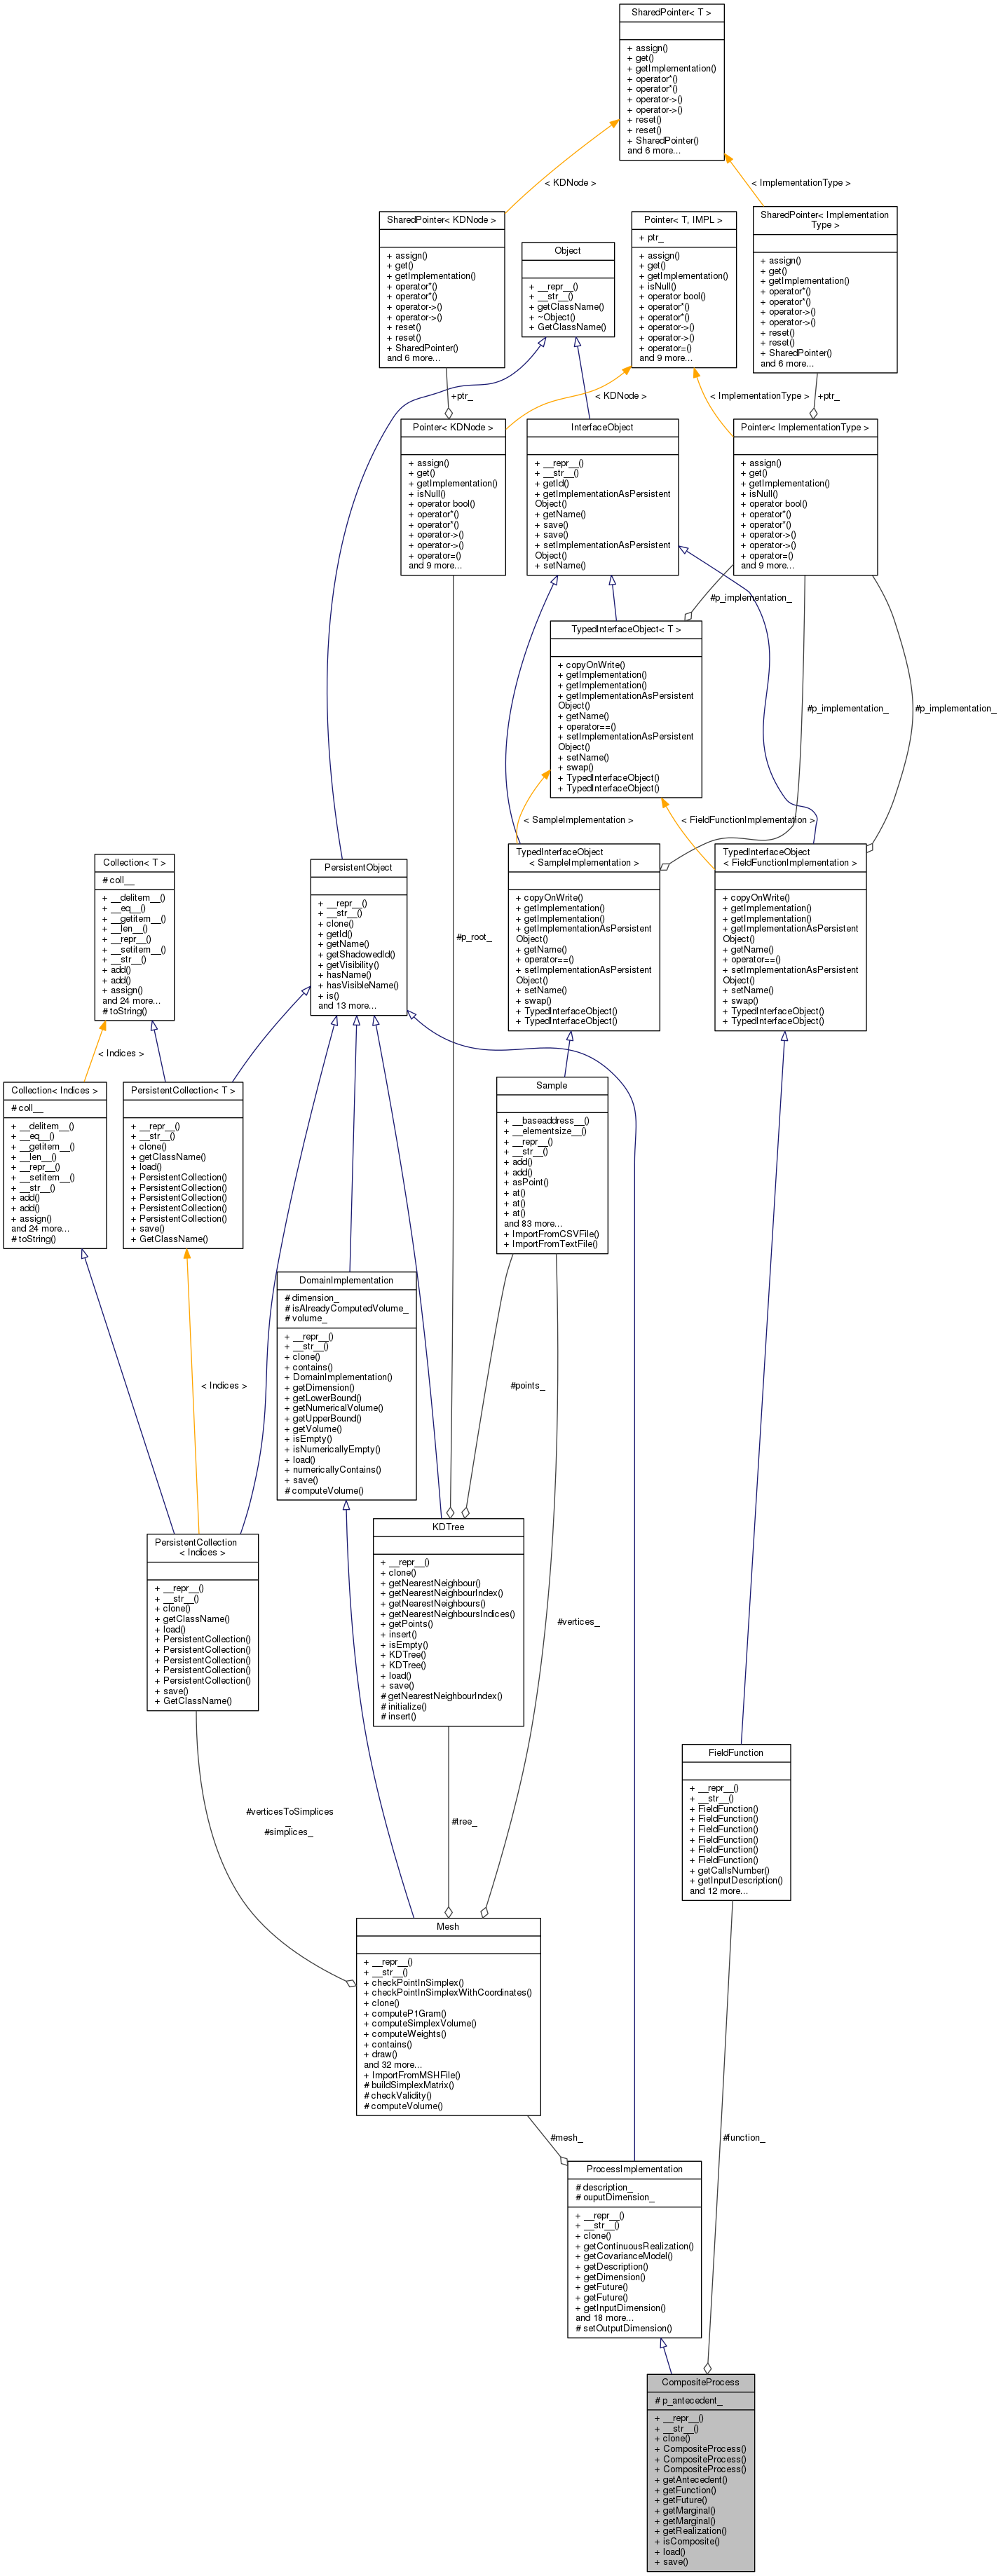 SharedPointer< T >
+ assign()
+ get()
+ getImplementation()
+ operator*()
+ operator*()
+ operator->()
+ operator->()
+ reset()
+ reset()
+ SharedPointer()
and 6 more...
< KDNode >
< ImplementationType >
SharedPointer< KDNode >
+ assign()
+ get()
+ getImplementation()
+ operator*()
+ operator*()
+ operator->()
+ operator->()
+ reset()
+ reset()
+ SharedPointer()
and 6 more...
Object
+ __repr__()
+ __str__()
+ getClassName()
+ ~Object()
+ GetClassName()
Pointer< T, IMPL >
+ ptr_
+ assign()
+ get()
+ getImplementation()
+ isNull()
+ operator bool()
+ operator*()
+ operator*()
+ operator->()
+ operator->()
+ operator=()
and 9 more...
SharedPointer< Implementation
Type >
+ assign()
+ get()
+ getImplementation()
+ operator*()
+ operator*()
+ operator->()
+ operator->()
+ reset()
+ reset()
+ SharedPointer()
and 6 more...
+ptr_
< KDNode >
< ImplementationType >
+ptr_
Pointer< KDNode >
+ assign()
+ get()
+ getImplementation()
+ isNull()
+ operator bool()
+ operator*()
+ operator*()
+ operator->()
+ operator->()
+ operator=()
and 9 more...
InterfaceObject
+ __repr__()
+ __str__()
+ getId()
+ getImplementationAsPersistent
Object()
+ getName()
+ save()
+ save()
+ setImplementationAsPersistent
Object()
+ setName()
Pointer< ImplementationType >
+ assign()
+ get()
+ getImplementation()
+ isNull()
+ operator bool()
+ operator*()
+ operator*()
+ operator->()
+ operator->()
+ operator=()
and 9 more...
#p_implementation_
TypedInterfaceObject< T >
+ copyOnWrite()
+ getImplementation()
+ getImplementation()
+ getImplementationAsPersistent
Object()
+ getName()
+ operator==()
+ setImplementationAsPersistent
Object()
+ setName()
+ swap()
+ TypedInterfaceObject()
+ TypedInterfaceObject()
#p_implementation_
#p_implementation_
< SampleImplementation >
< FieldFunctionImplementation >
Collection< T >
# coll__
+ __delitem__()
+ __eq__()
+ __getitem__()
+ __len__()
+ __repr__()
+ __setitem__()
+ __str__()
+ add()
+ add()
+ assign()
and 24 more...
# toString()
PersistentObject
+ __repr__()
+ __str__()
+ clone()
+ getId()
+ getName()
+ getShadowedId()
+ getVisibility()
+ hasName()
+ hasVisibleName()
+ is()
and 13 more...
#p_root_
TypedInterfaceObject
< SampleImplementation >
+ copyOnWrite()
+ getImplementation()
+ getImplementation()
+ getImplementationAsPersistent
Object()
+ getName()
+ operator==()
+ setImplementationAsPersistent
Object()
+ setName()
+ swap()
+ TypedInterfaceObject()
+ TypedInterfaceObject()
TypedInterfaceObject
< FieldFunctionImplementation >
+ copyOnWrite()
+ getImplementation()
+ getImplementation()
+ getImplementationAsPersistent
Object()
+ getName()
+ operator==()
+ setImplementationAsPersistent
Object()
+ setName()
+ swap()
+ TypedInterfaceObject()
+ TypedInterfaceObject()
< Indices >
Collection< Indices >
# coll__
+ __delitem__()
+ __eq__()
+ __getitem__()
+ __len__()
+ __repr__()
+ __setitem__()
+ __str__()
+ add()
+ add()
+ assign()
and 24 more...
# toString()
PersistentCollection< T >
+ __repr__()
+ __str__()
+ clone()
+ getClassName()
+ load()
+ PersistentCollection()
+ PersistentCollection()
+ PersistentCollection()
+ PersistentCollection()
+ PersistentCollection()
+ save()
+ GetClassName()
Sample
+ __baseaddress__()
+ __elementsize__()
+ __repr__()
+ __str__()
+ add()
+ add()
+ asPoint()
+ at()
+ at()
+ at()
and 83 more...
+ ImportFromCSVFile()
+ ImportFromTextFile()
DomainImplementation
# dimension_
# isAlreadyComputedVolume_
# volume_
+ __repr__()
+ __str__()
+ clone()
+ contains()
+ DomainImplementation()
+ getDimension()
+ getLowerBound()
+ getNumericalVolume()
+ getUpperBound()
+ getVolume()
+ isEmpty()
+ isNumericallyEmpty()
+ load()
+ numericallyContains()
+ save()
# computeVolume()
< Indices >
#points_
PersistentCollection
< Indices >
+ __repr__()
+ __str__()
+ clone()
+ getClassName()
+ load()
+ PersistentCollection()
+ PersistentCollection()
+ PersistentCollection()
+ PersistentCollection()
+ PersistentCollection()
+ save()
+ GetClassName()
KDTree
+ __repr__()
+ clone()
+ getNearestNeighbour()
+ getNearestNeighbourIndex()
+ getNearestNeighbours()
+ getNearestNeighboursIndices()
+ getPoints()
+ insert()
+ isEmpty()
+ KDTree()
+ KDTree()
+ load()
+ save()
# getNearestNeighbourIndex()
# initialize()
# insert()
#vertices_
FieldFunction
+ __repr__()
+ __str__()
+ FieldFunction()
+ FieldFunction()
+ FieldFunction()
+ FieldFunction()
+ FieldFunction()
+ FieldFunction()
+ getCallsNumber()
+ getInputDescription()
and 12 more...
#verticesToSimplices
_
#simplices_
#tree_
Mesh
+ __repr__()
+ __str__()
+ checkPointInSimplex()
+ checkPointInSimplexWithCoordinates()
+ clone()
+ computeP1Gram()
+ computeSimplexVolume()
+ computeWeights()
+ contains()
+ draw()
and 32 more...
+ ImportFromMSHFile()
# buildSimplexMatrix()
# checkValidity()
# computeVolume()
#mesh_
#function_
ProcessImplementation
# description_
# ouputDimension_
+ __repr__()
+ __str__()
+ clone()
+ getContinuousRealization()
+ getCovarianceModel()
+ getDescription()
+ getDimension()
+ getFuture()
+ getFuture()
+ getInputDimension()
and 18 more...
# setOutputDimension()
CompositeProcess
# p_antecedent_
+ __repr__()
+ __str__()
+ clone()
+ CompositeProcess()
+ CompositeProcess()
+ CompositeProcess()
+ getAntecedent()
+ getFunction()
+ getFuture()
+ getMarginal()
+ getMarginal()
+ getRealization()
+ isComposite()
+ load()
+ save()